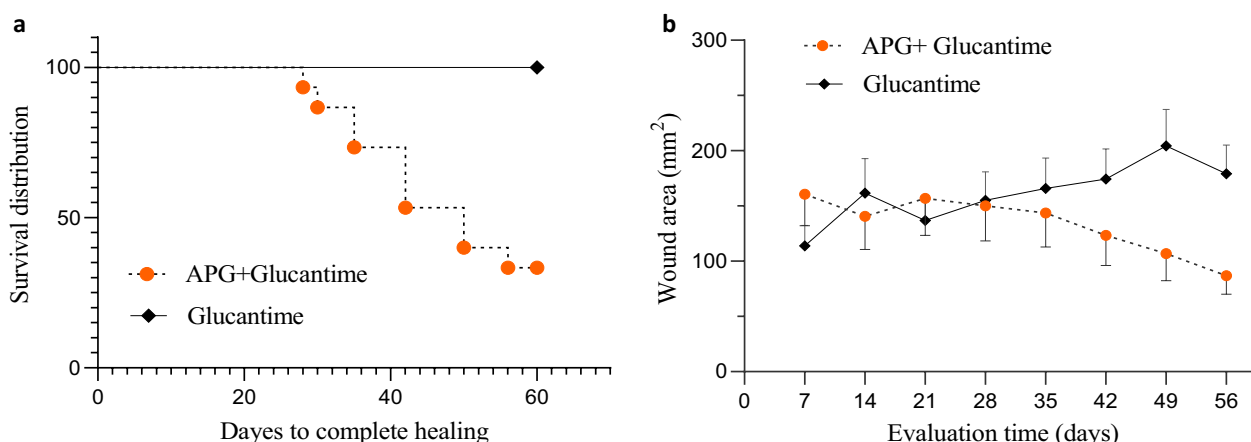 a
Survival distribution
100
50
0
0 20 40 60
Dayes to complete healing
APG+Glucantime
Glucantime
b
Wound area (mm²)
300
200
100
0
0 7 14 21 28 35 42 49 56
Evaluation time (days)
APG+ Glucantime
Glucantime